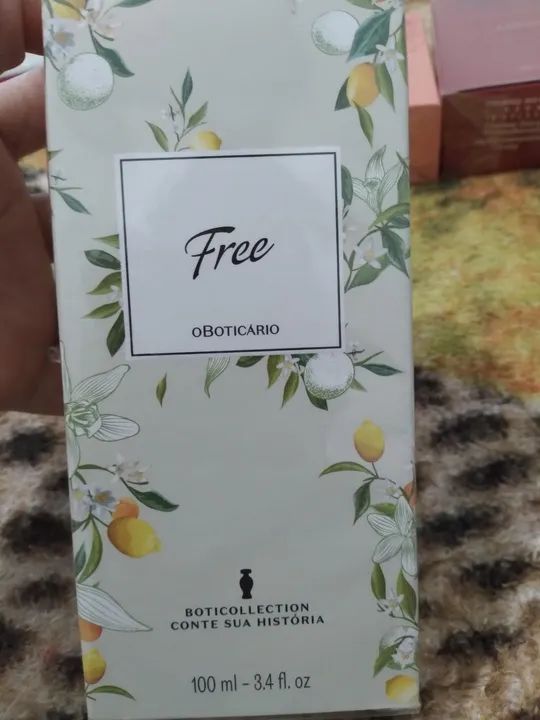 Free
OBOTICÁRIO
BOTICOLLECTION
CONTE SUA HISTÓRIA
100 ml - 3.4 fl. oz